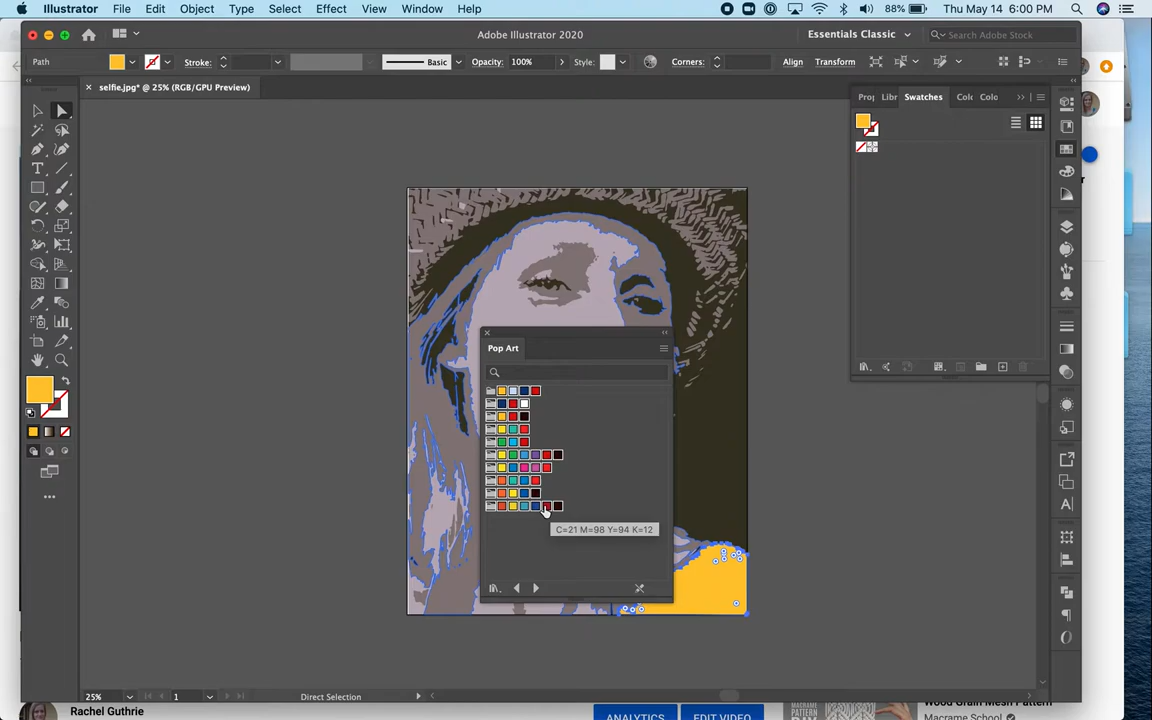 Illustrator File Edit Object Type Select Effect View Window Help
88% Thu May 14 6:00 PM
Adobe Illustrator 2020
Essentials Classic
Search Adobe Stock
Path
Stroke:
Basic
Opacity: 100%
Style:
Corners:
Align
Transform
selfie.jpg* @ 25% (RGB/GPU Preview)
Libr
Swatches
Pop Art
C=21 M=98 Y=94 K=12
25%
1
Direct Selection
Rachel Guthrie
ANALYTICS
EDIT VIDEO
Wood Grain Mesh Pattern
Macrame School